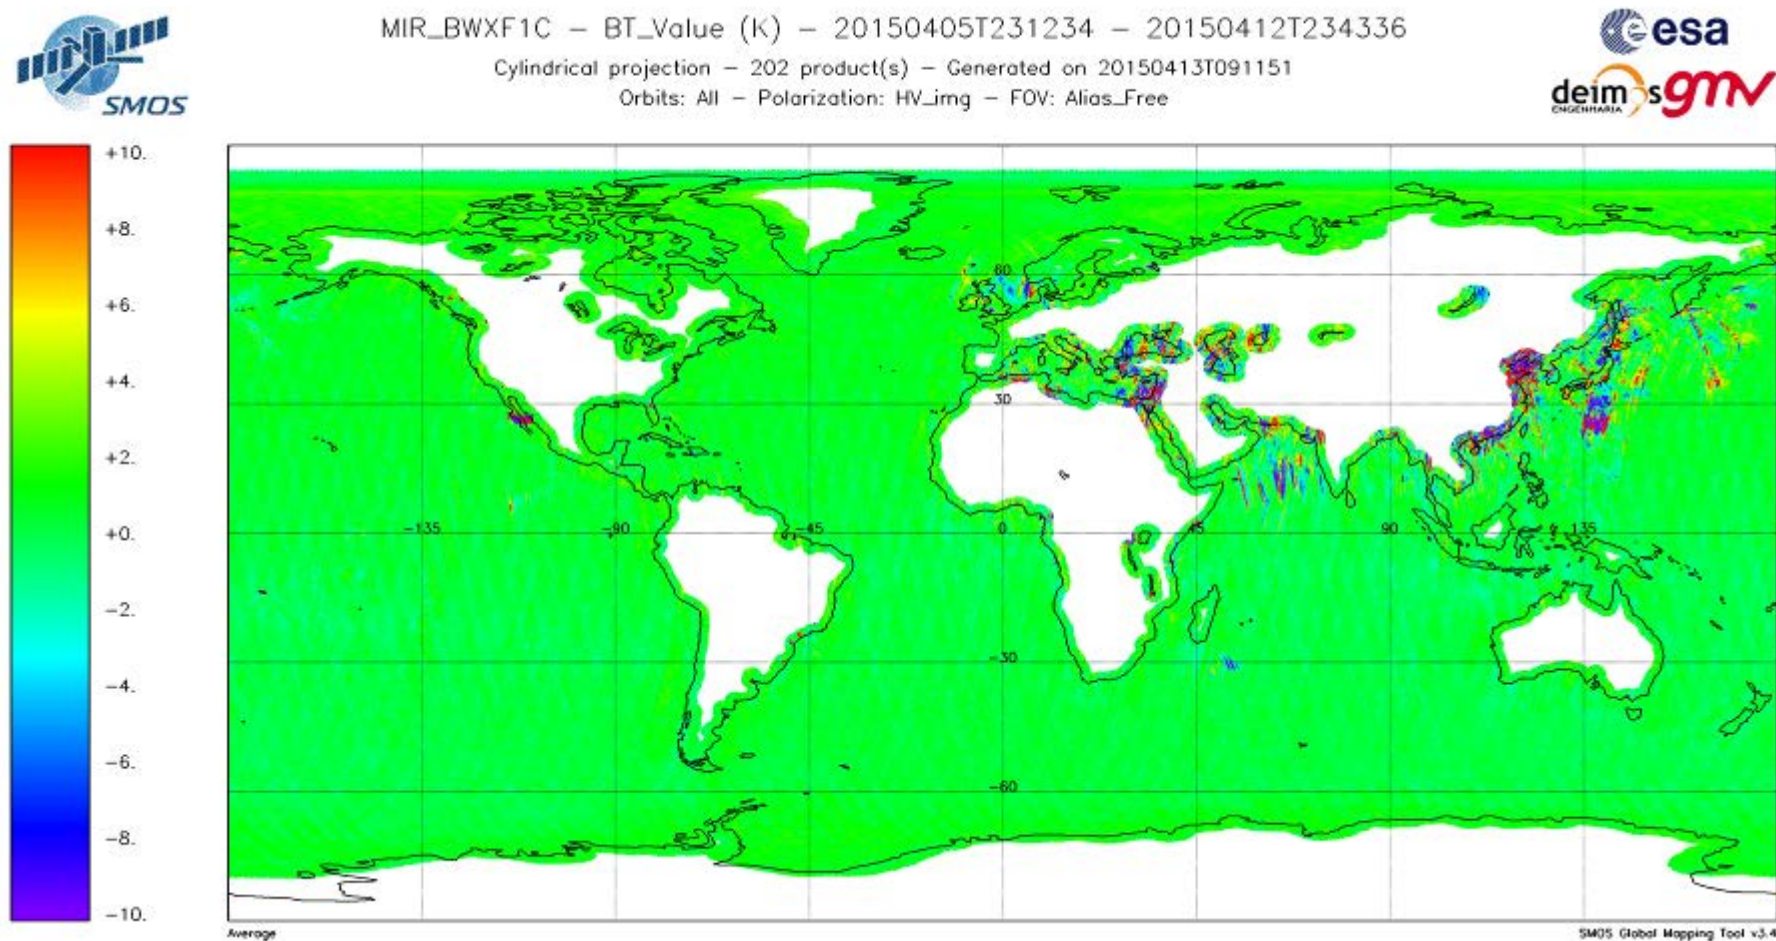 MIR_BWXF1C - BT_Value (K) - 20150405T231234 - 20150412T234336
Cylindrical projection - 202 product(s) - Generated on 20150413T091151
Orbits: All - Polarization: HV_img - FOV: Alias_Free
SMOS
esa
deimos gmv
ENGENHARIA
+10.
+8.
+6.
+4.
+2.
+0.
-2.
-4.
-6.
-8.
-10.
60
30
-135 -90 -45 0 45 90 135
-30
-60
Average
SMOS Global Mapping Tool v3.4